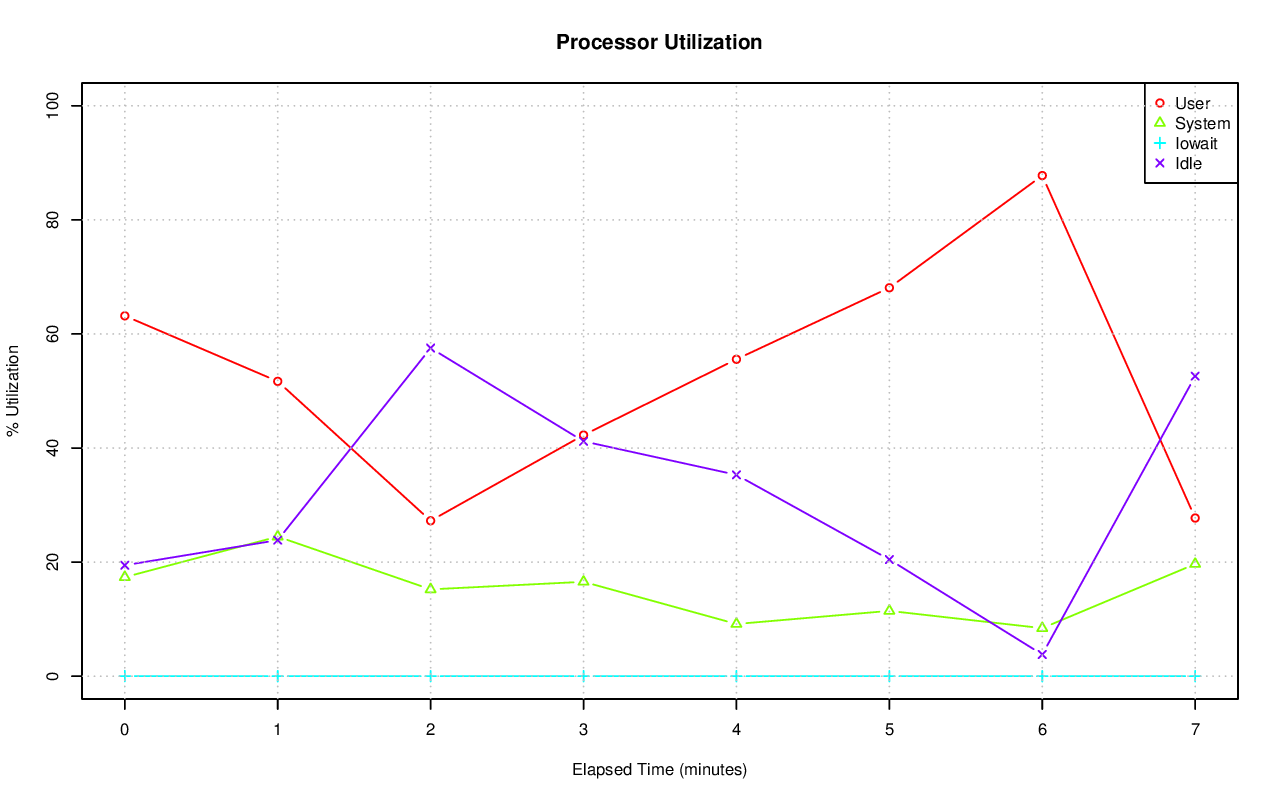 Processor Utilization
User
System
Iowait
Idle
% Utilization
100
80
60
40
20
0
0 1 2 3 4 5 6 7
Elapsed Time (minutes)